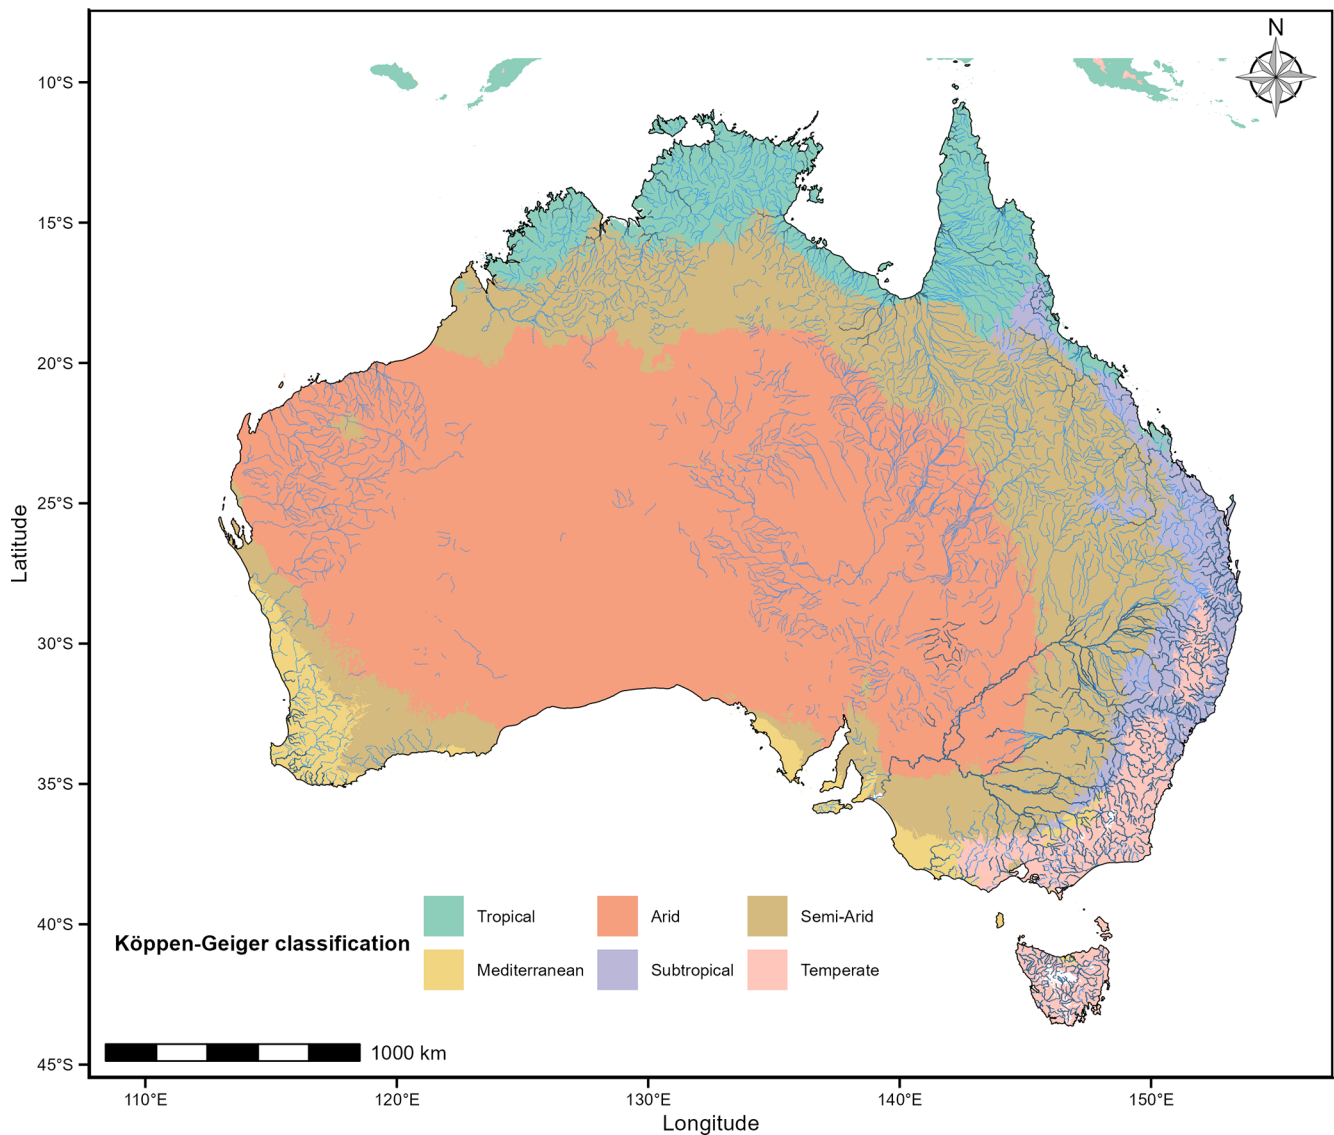 N
10°S
15°S
20°S
25°S
30°S
35°S
40°S
45°S
Latitude
Köppen-Geiger classification
Tropical
Arid
Semi-Arid
Mediterranean
Subtropical
Temperate
1000 km
110°E
120°E
130°E
140°E
150°E
Longitude